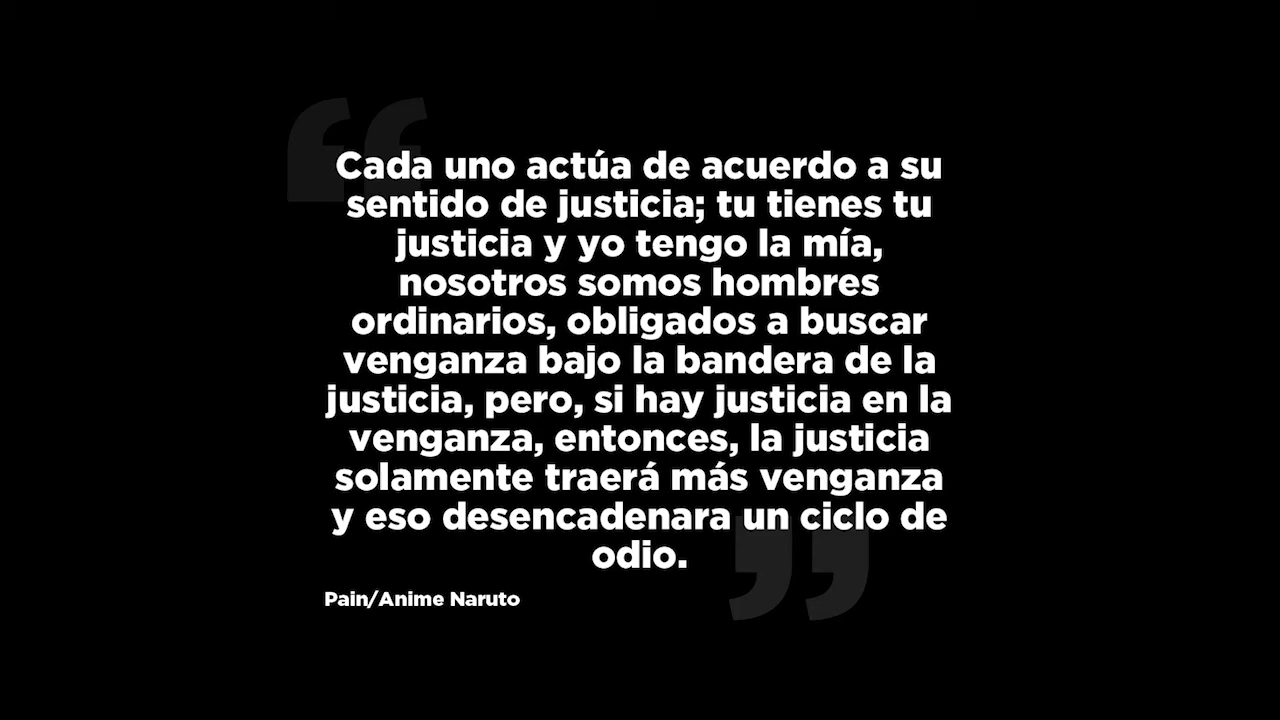 Cada uno actúa de acuerdo a su
sentido de justicia; tu tienes tu
justicia y yo tengo la mía,
nosotros somos hombres
ordinarios, obligados a buscar
venganza bajo la bandera de la
justicia, pero, si hay justicia en la
venganza, entonces, la justicia
solamente traerá más venganza
y eso desencadenara un ciclo de
odio.
Pain/Anime Naruto